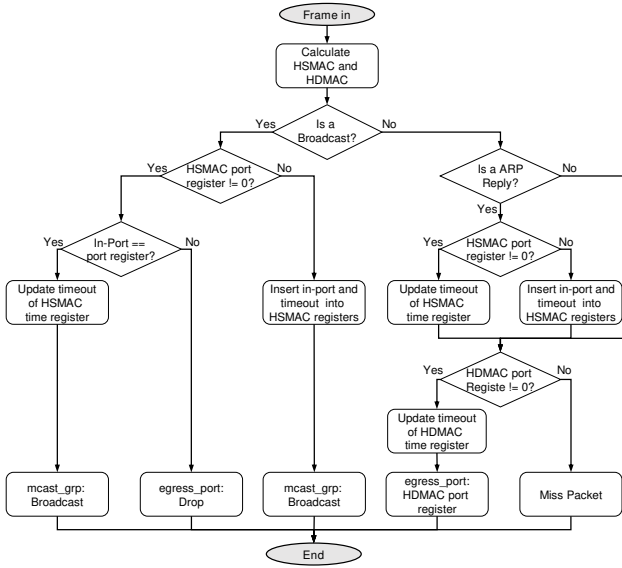 Frame in
Calculate
HSMAC and
HDMAC
Is a
Broadcast?
Yes
No
HSMAC port
register != 0?
Yes
No
Is a ARP
Reply?
No
Yes
In-Port ==
port register?
Yes
No
HSMAC port
register != 0?
Yes
No
Update timeout
of HSMAC
time register
Insert in-port and
timeout into
HSMAC registers
Update timeout
of HSMAC
time register
Insert in-port and
timeout into
HSMAC registers
HDMAC port
Registe != 0?
Yes
No
Update timeout
of HDMAC
time register
mcast_grp:
Broadcast
egress_port:
Drop
mcast_grp:
Broadcast
egress_port:
HDMAC port
register
Miss Packet
End